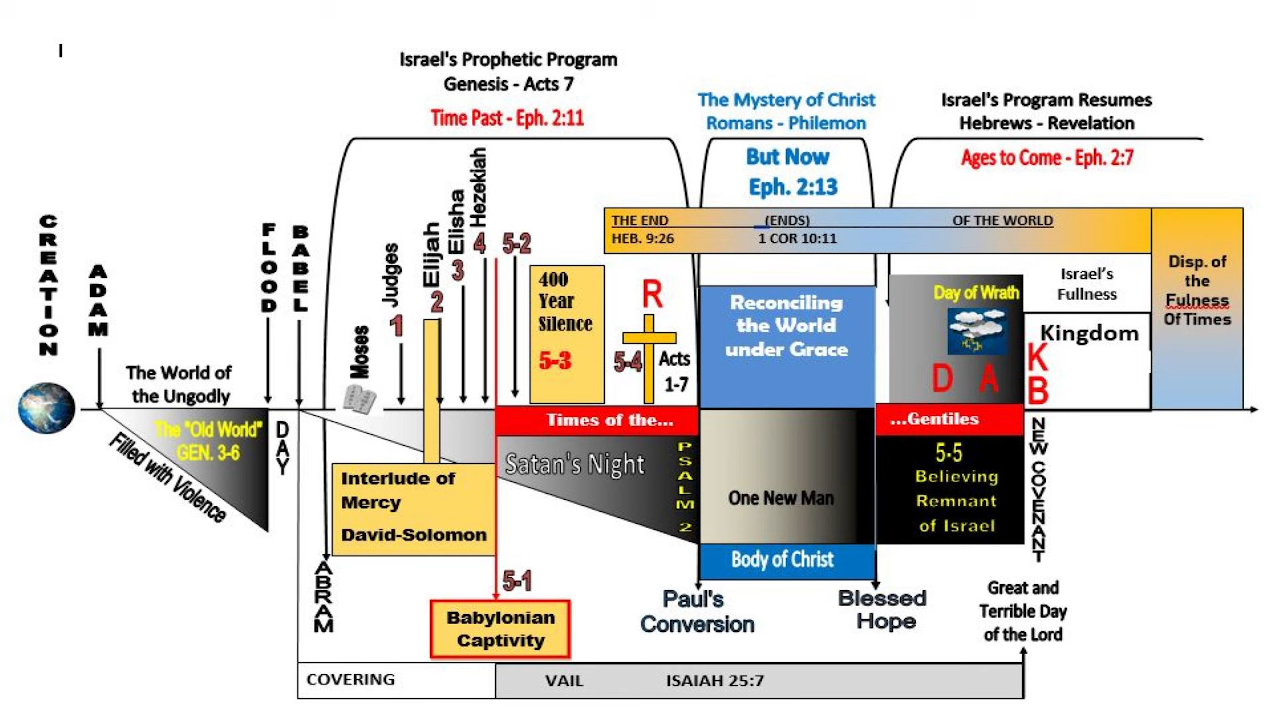 I
Israel's Prophetic Program
Genesis - Acts 7
Time Past - Eph. 2:11
The Mystery of Christ
Romans - Philemon
But Now
Eph. 2:13
Israel's Program Resumes
Hebrews - Revelation
Ages to Come - Eph. 2:7
CREATION
ADAM
FLOOD
BABEL
Moses
Judges
1
Elijah
2
Elisha
3
Hezekiah
4
5-2
THE END (ENDS) OF THE WORLD
HEB. 9:26 1 COR 10:11
Disp. of
the
Fulness
Of Times
400
Year
Silence
5-3
R
5-4
Acts
1-7
Reconciling
the World
under Grace
Day of Wrath
D A
Israel's
Fullness
Kingdom
K
B
The World of
the Ungodly
The "Old World"
GEN. 3-6
Filled with Violence
DAY
Times of the...
...Gentiles
Satan's Night
PSALM 2
One New Man
5-5
Believing
Remnant
of Israel
NEW COVENANT
Interlude of
Mercy
David-Solomon
Body of Christ
ABRAM
5-1
Babylonian
Captivity
Paul's
Conversion
Blessed
Hope
Great and
Terrible Day
of the Lord
COVERING
VAIL ISAIAH 25:7